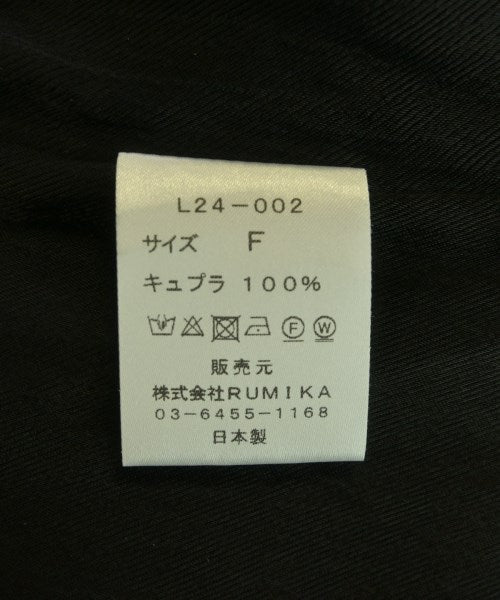 L24-002
サイズ F
キュプラ 100%
F W
販売元
株式会社RUMIKA
03-6455-1168
日本製